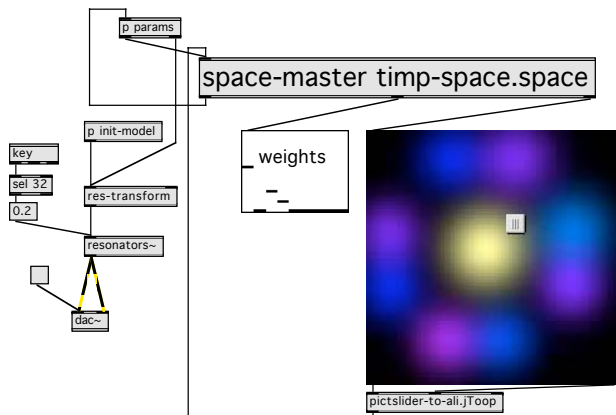 p params
space-master timp-space.space
p init-model
weights
key
sel 32
res-transform
0.2
resonators~
dac~
pictslider-to-ali.jToop